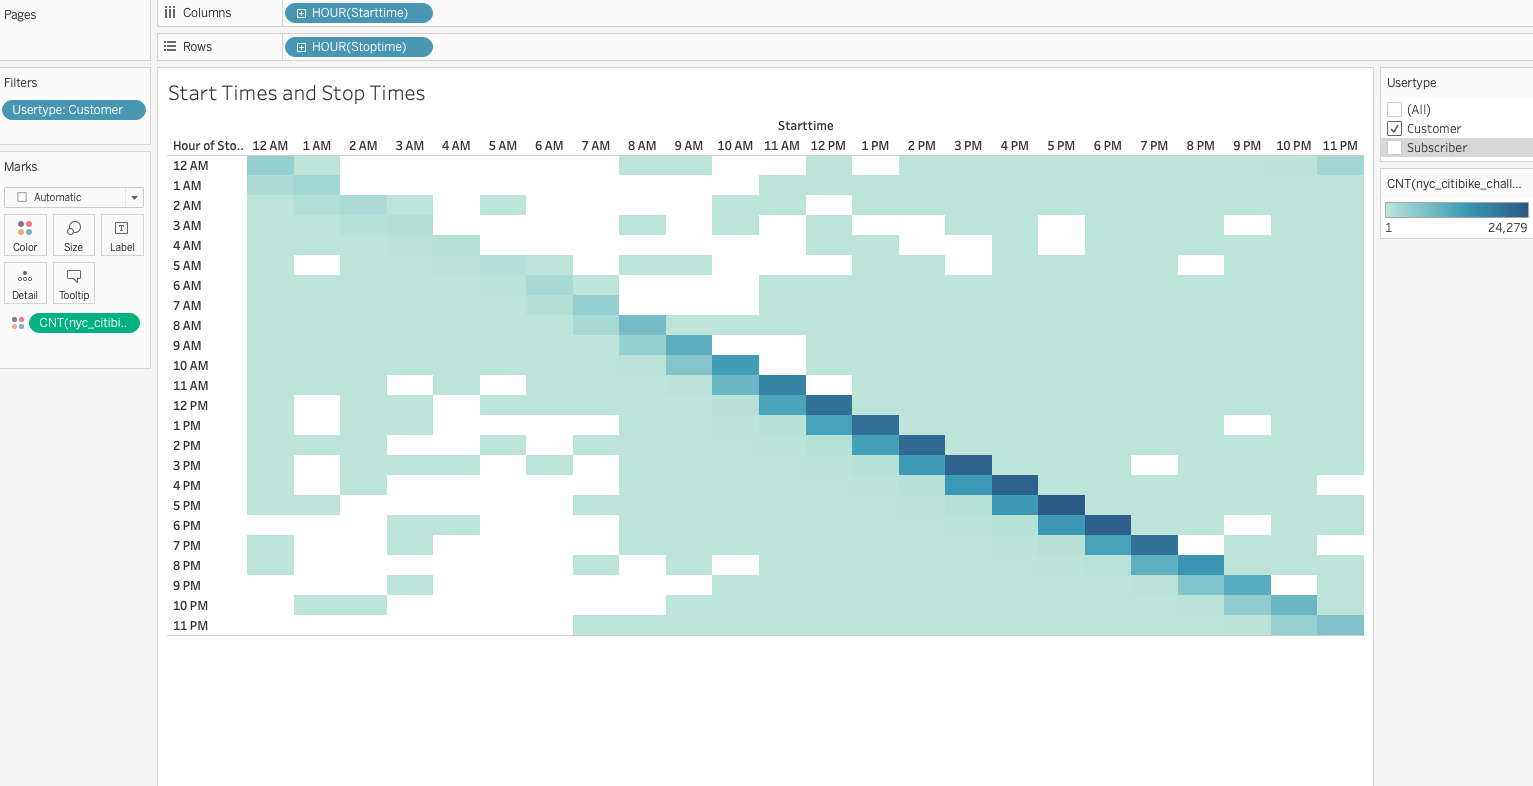 Pages
Columns
HOUR(Starttime)
Rows
HOUR(Stoptime)
Filters
Usertype: Customer
Marks
Automatic
Color
Size
Label
Detail
Tooltip
CNT(nyc_citibi..
Start Times and Stop Times
Starttime
Hour of Sto.. 12 AM 1 AM 2 AM 3 AM 4 AM 5 AM 6 AM 7 AM 8 AM 9 AM 10 AM 11 AM 12 PM 1 PM 2 PM 3 PM 4 PM 5 PM 6 PM 7 PM 8 PM 9 PM 10 PM 11 PM
12 AM
1 AM
2 AM
3 AM
4 AM
5 AM
6 AM
7 AM
8 AM
9 AM
10 AM
11 AM
12 PM
1 PM
2 PM
3 PM
4 PM
5 PM
6 PM
7 PM
8 PM
9 PM
10 PM
11 PM
Usertype
(All)
Customer
Subscriber
CNT(nyc_citibike_chall...
1 24,279